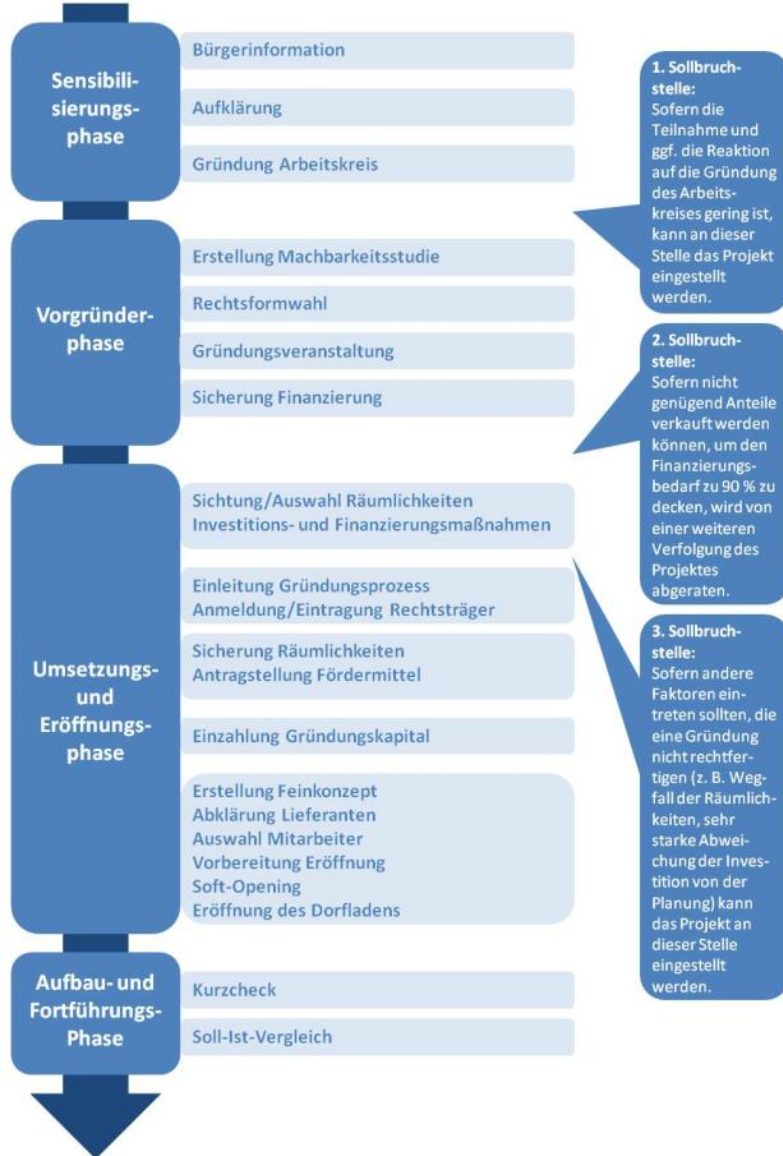 Sensibili-
sierungs-
phase
Bürgerinformation
Aufklärung
Gründung Arbeitskreis
1. Sollbruch-
stelle:
Sofern die
Teilnahme und
ggf. die Reaktion
auf die Gründung
des Arbeits-
kreises gering ist,
kann an dieser
Stelle das Projekt
eingestellt
werden.
Vorgründer-
phase
Erstellung Machbarkeitsstudie
Rechtsformwahl
Gründungsveranstaltung
Sicherung Finanzierung
2. Sollbruch-
stelle:
Sofern nicht
genügend Anteile
verkauft werden
können, um den
Finanzierungs-
bedarf zu 90 % zu
decken, wird von
einer weiteren
Verfolgung des
Projektes
abgeraten.
Umsetzungs-
und
Eröffnungs-
phase
Sichtung/Auswahl Räumlichkeiten
Investitions- und Finanzierungsmaßnahmen
Einleitung Gründungsprozess
Anmeldung/Eintragung Rechtsträger
Sicherung Räumlichkeiten
Antragstellung Fördermittel
Einzahlung Gründungskapital
Erstellung Feinkonzept
Abklärung Lieferanten
Auswahl Mitarbeiter
Vorbereitung Eröffnung
Soft-Opening
Eröffnung des Dorfladens
3. Sollbruch-
stelle:
Sofern andere
Faktoren ein-
treten sollten, die
eine Gründung
nicht rechtfer-
tigen (z. B. Weg-
fall der Räumlich-
keiten, sehr
starke Abwei-
chung der Inves-
tition von der
Planung) kann
das Projekt an
dieser Stelle
eingestellt
werden.
Aufbau- und
Fortführungs-
Phase
Kurzcheck
Soll-Ist-Vergleich